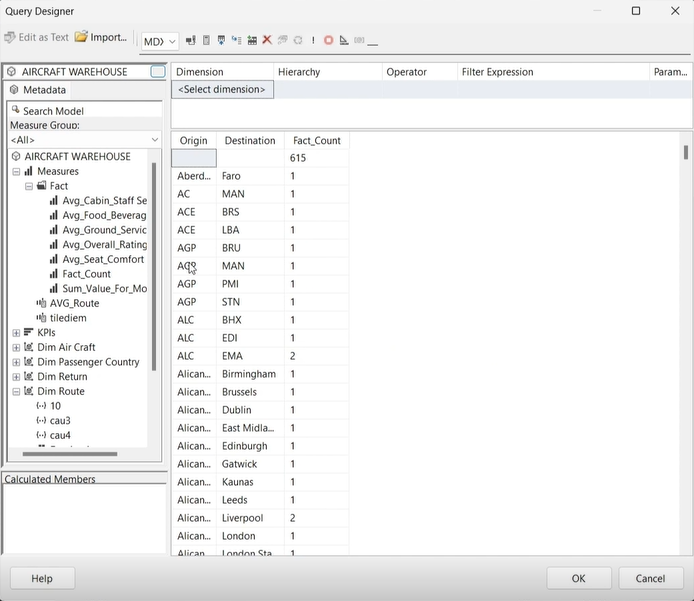 Query Designer
Edit as Text Import... MDX
AIRCRAFT WAREHOUSE
Metadata
Search Model
Measure Group:
<All>
AIRCRAFT WAREHOUSE
Measures
Fact
Avg_Cabin_Staff Se
Avg_Food_Beverag
Avg_Ground_Servic
Avg_Overall_Rating
Avg_Seat_Comfort
Fact_Count
Sum_Value_For_Mo
AVG_Route
tilediem
KPIs
Dim Air Craft
Dim Passenger Country
Dim Return
Dim Route
10
cau3
cau4
Calculated Members
Dimension Hierarchy Operator Filter Expression Param...
<Select dimension>
Origin Destination Fact_Count
615
Aberd... Faro 1
AC MAN 1
ACE BRS 1
ACE LBA 1
AGP BRU 1
AGP MAN 1
AGP PMI 1
AGP STN 1
ALC BHX 1
ALC EDI 1
ALC EMA 2
Alican... Birmingham 1
Alican... Brussels 1
Alican... Dublin 1
Alican... East Midla... 1
Alican... Edinburgh 1
Alican... Gatwick 1
Alican... Kaunas 1
Alican... Leeds 1
Alican... Liverpool 2
Alican... London 1
Alican... London Sta... 1
Help OK Cancel